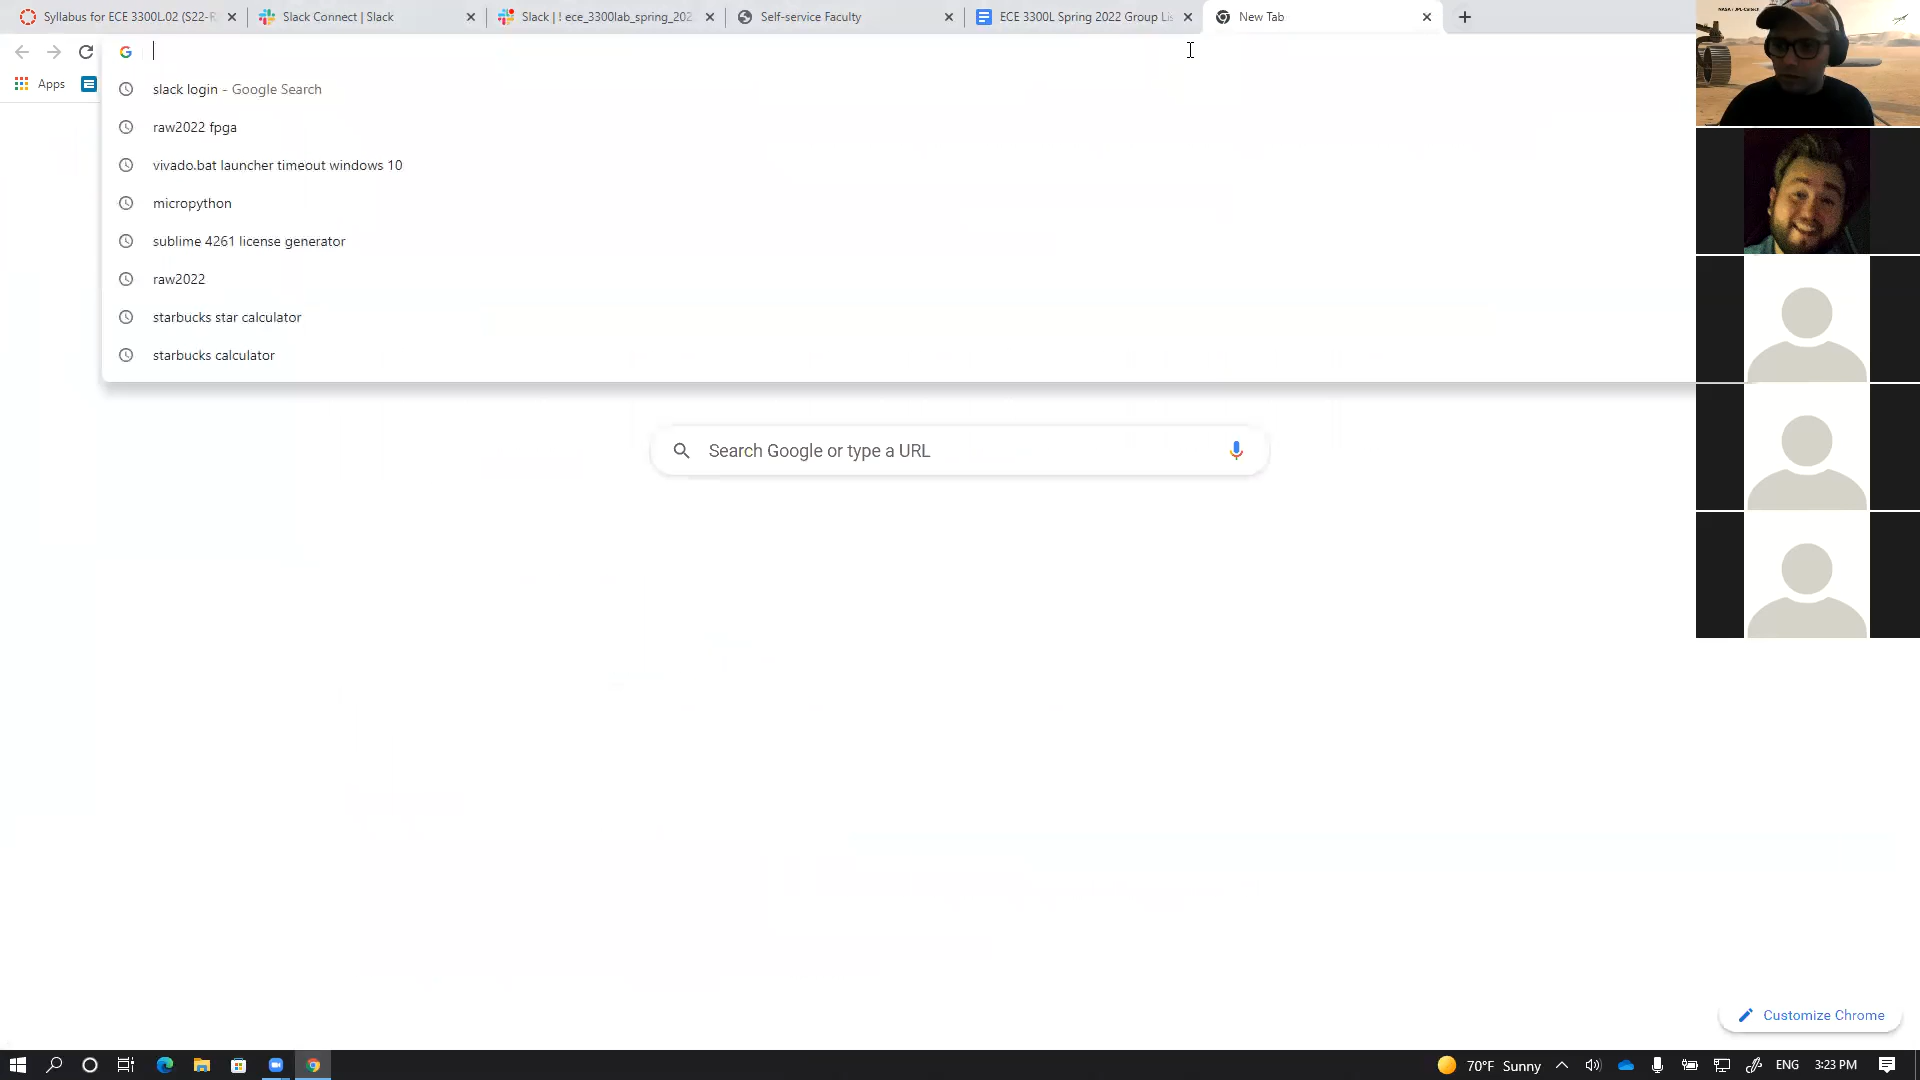 Syllabus for ECE 3300L.02 (S22-R
Slack Connect | Slack
Slack | ! ece_3300lab_spring_202
Self-service Faculty
ECE 3300L Spring 2022 Group Lis
New Tab
Apps
slack login - Google Search
raw2022 fpga
vivado.bat launcher timeout windows 10
micropython
sublime 4261 license generator
raw2022
starbucks star calculator
starbucks calculator
Search Google or type a URL
Customize Chrome
NASA / JPL-Caltech
70°F Sunny
ENG
3:23 PM